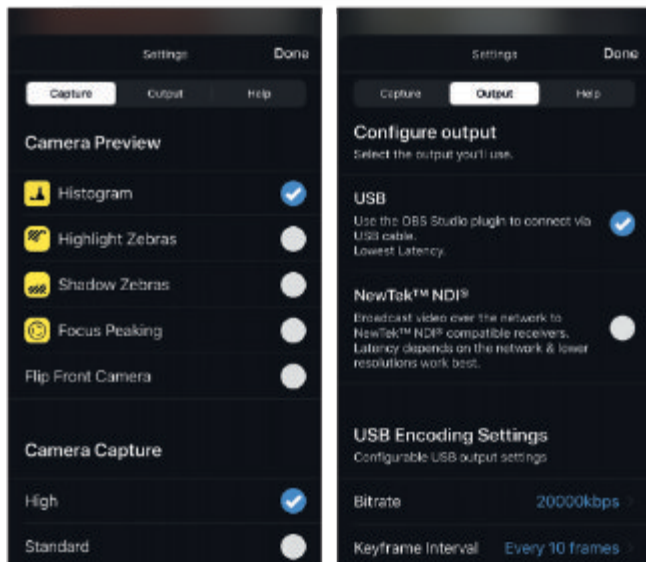 Settings
Done
Capture
Output
Help
Camera Preview
Histogram
Highlight Zebras
Shadow Zebras
Focus Peaking
Flip Front Camera
Camera Capture
High
Standard
Settings
Done
Capture
Output
Help
Configure output
Select the output you'll use.
USB
Use the OBS Studio plugin to connect via
USB cable.
Lowest Latency.
NewTek™ NDI®
Broadcast video over the network to
NewTek™ NDI® compatible receivers.
Latency depends on the network & lower
resolutions work best.
USB Encoding Settings
Configurable USB output settings
Bitrate 20000kbps
Keyframe Interval Every 10 frames